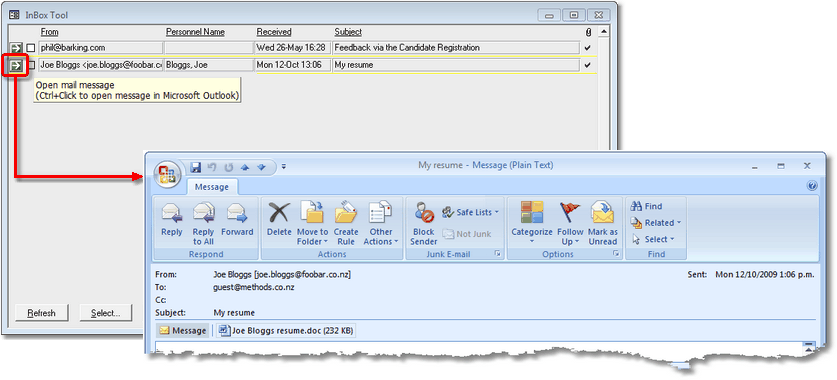 InBox Tool
From Personnel Name Received Subject
phil@barking.com Wed 26-May 16:28 Feedback via the Candidate Registration
Joe Bloggs <joe.bloggs@foobar.co Bloggs, Joe Mon 12-Oct 13:06 My resume
Open mail message
(Ctrl+Click to open message in Microsoft Outlook)
Refresh Select...
My resume - Message (Plain Text)
Message
Reply Reply to All Forward Delete Move to Folder Create Rule Other Actions Block Sender Safe Lists Not Junk Categorize Follow Up Mark as Unread Find Related Select
Respond Actions Junk E-mail Options Find
From: Joe Bloggs [joe.bloggs@foobar.co.nz] Sent: Mon 12/10/2009 1:06 p.m.
To: guest@methods.co.nz
Cc:
Subject: My resume
Message Joe Bloggs resume.doc (232 KB)